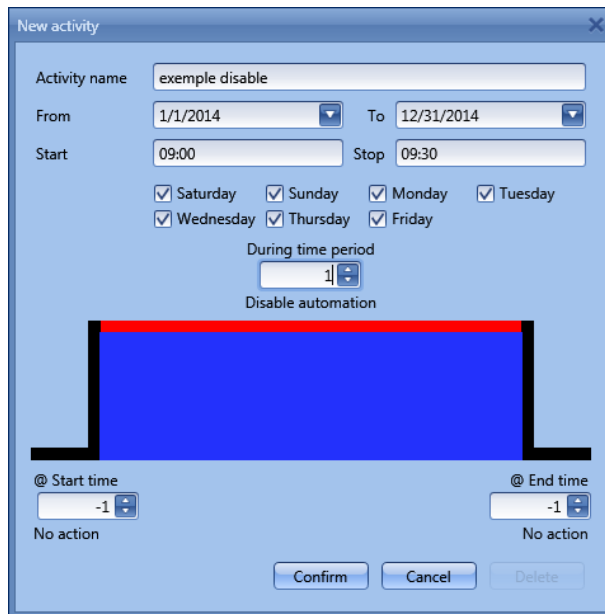 New activity
Activity name exemple disable
From 1/1/2014 To 12/31/2014
Start 09:00 Stop 09:30
Saturday Sunday Monday Tuesday
Wednesday Thursday Friday
During time period
1
Disable automation
@ Start time @ End time
-1 -1
No action No action
Confirm Cancel Delete